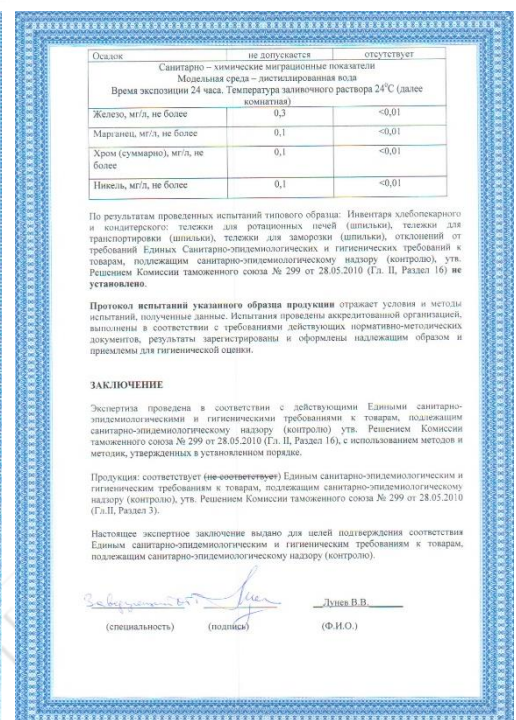 Осадок не допускается отсутствует
Санитарно – химические миграционные показатели
Модельная среда – дистиллированная вода
Время экспозиции 24 часа. Температура заливочного раствора 24°С (далее
комнатная)
Железо, мг/л, не более 0,3 <0,01
Марганец, мг/л, не более 0,1 <0,01
Хром (суммарно), мг/л, не 0,1 <0,01
более
Никель, мг/л, не более 0,1 <0,01
По результатам проведенных испытаний типового образца: Инвентаря хлебопекарного
и кондитерского: тележки для ротационных печей (шпильки), тележки для
транспортировки (шпильки), тележки для заморозки (шпильки), отклонений от
требований Единых Санитарно-эпидемиологических и гигиенических требований к
товарам, подлежащим санитарно-эпидемиологическому надзору (контролю), утв.
Решением Комиссии таможенного союза № 299 от 28.05.2010 (Гл. II, Раздел 16) не
установлено.
Протокол испытаний указанного образца продукции отражает условия и методы
испытаний, полученные данные. Испытания проведены аккредитованной организацией,
выполнены в соответствии с требованиями действующих нормативно-методических
документов, результаты зарегистрированы и оформлены надлежащим образом и
приемлемы для гигиенической оценки.
ЗАКЛЮЧЕНИЕ
Экспертиза проведена в соответствии с действующими Едиными санитарно-
эпидемиологическими и гигиеническими требованиями к товарам, подлежащим
санитарно-эпидемиологическому надзору (контролю) утв. Решением Комиссии
таможенного союза № 299 от 28.05.2010 (Гл. II, Раздел 16), с использованием методов и
методик, утвержденных в установленном порядке.
Продукция: соответствует (не соответствует) Единым санитарно-эпидемиологическим и
гигиеническим требованиям к товарам, подлежащим санитарно-эпидемиологическому
надзору (контролю), утв. Решением Комиссии таможенного союза № 299 от 28.05.2010
(Гл.II, Раздел 3).
Настоящее экспертное заключение выдано для целей подтверждения соответствия
Единым санитарно-эпидемиологическим и гигиеническим требованиям к товарам,
подлежащим санитарно-эпидемиологическому надзору (контролю).
Заведующий Лунев В.В.
(специальность) (подпись) (Ф.И.О.)